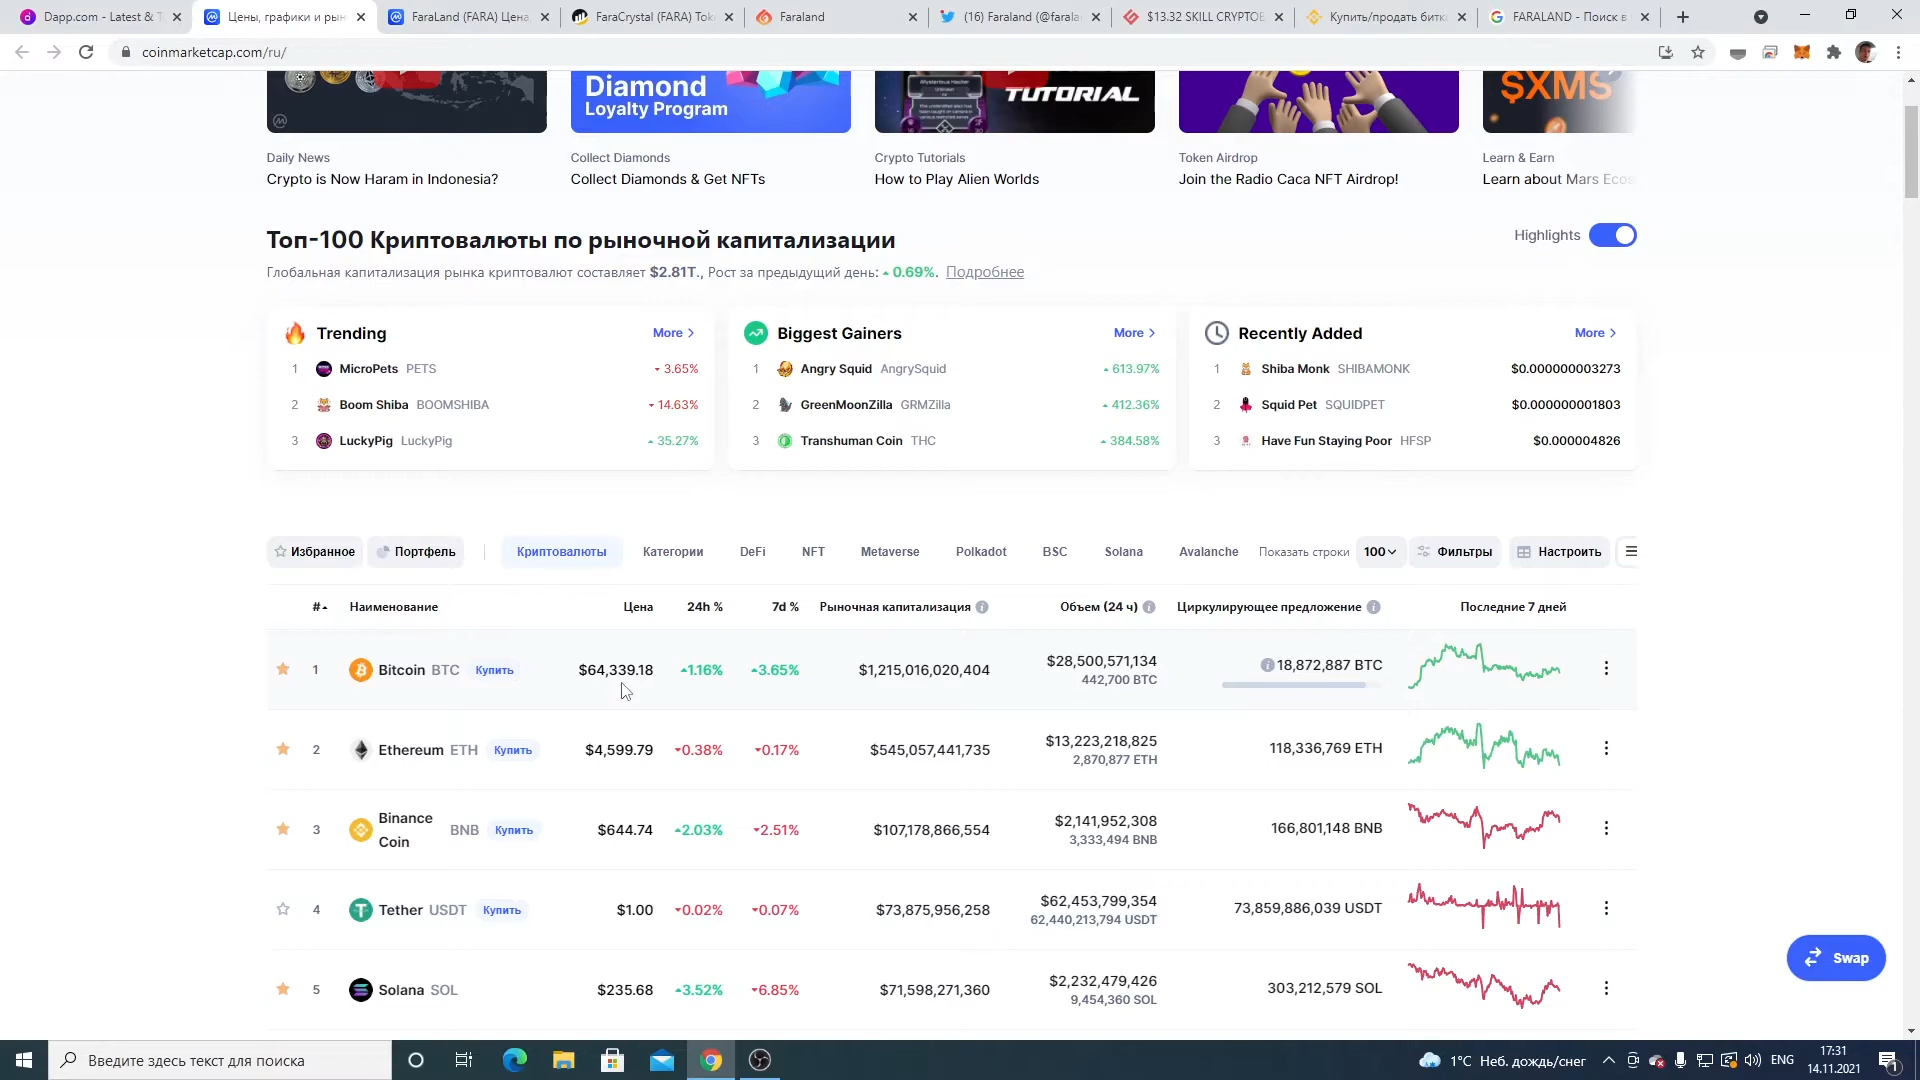 Dapp.com - Latest & T
Цены, графики и рын
FaraLand (FARA) Цена,
FaraCrystal (FARA) Tok
Faraland
(16) Faraland (@farala
$13.32 SKILL CRYPTOB
Купить/продать битк
FARALAND - Поиск в
coinmarketcap.com/ru/
Diamond
Loyalty Program
TUTORIAL
$XMS
Daily News
Crypto is Now Haram in Indonesia?
Collect Diamonds
Collect Diamonds & Get NFTs
Crypto Tutorials
How to Play Alien Worlds
Token Airdrop
Join the Radio Caca NFT Airdrop!
Learn & Earn
Learn about Mars Ecos
Топ-100 Криптовалюты по рыночной капитализации
Highlights
Глобальная капитализация рынка криптовалют составляет $2.81T., Рост за предыдущий день: 0.69%. Подробнее
Trending
More
1 MicroPets PETS 3.65%
2 Boom Shiba BOOMSHIBA 14.63%
3 LuckyPig LuckyPig 35.27%
Biggest Gainers
More
1 Angry Squid AngrySquid 613.97%
2 GreenMoonZilla GRMZilla 412.36%
3 Transhuman Coin THC 384.58%
Recently Added
More
1 Shiba Monk SHIBAMONK $0.000000003273
2 Squid Pet SQUIDPET $0.000000001803
3 Have Fun Staying Poor HFSP $0.000004826
Избранное Портфель Криптовалюты Категории DeFi NFT Metaverse Polkadot BSC Solana Avalanche Показать строки 100 Фильтры Настроить
# Наименование Цена 24h % 7d % Рыночная капитализация Объем (24 ч) Циркулирующее предложение Последние 7 дней
1 Bitcoin BTC Купить $64,339.18 1.16% 3.65% $1,215,016,020,404 $28,500,571,134 18,872,887 BTC
442,700 BTC
2 Ethereum ETH Купить $4,599.79 0.38% 0.17% $545,057,441,735 $13,223,218,825 118,336,769 ETH
2,870,877 ETH
3 Binance Coin BNB Купить $644.74 2.03% 2.51% $107,178,866,554 $2,141,952,308 166,801,148 BNB
3,333,494 BNB
4 Tether USDT Купить $1.00 0.02% 0.07% $73,875,956,258 $62,453,799,354 73,859,886,039 USDT
62,440,213,794 USDT
5 Solana SOL $235.68 3.52% 6.85% $71,598,271,360 $2,232,479,426 303,212,579 SOL
9,454,360 SOL
Swap
Введите здесь текст для поиска
1°C Неб. дождь/снег
ENG
17:31
14.11.2021
1